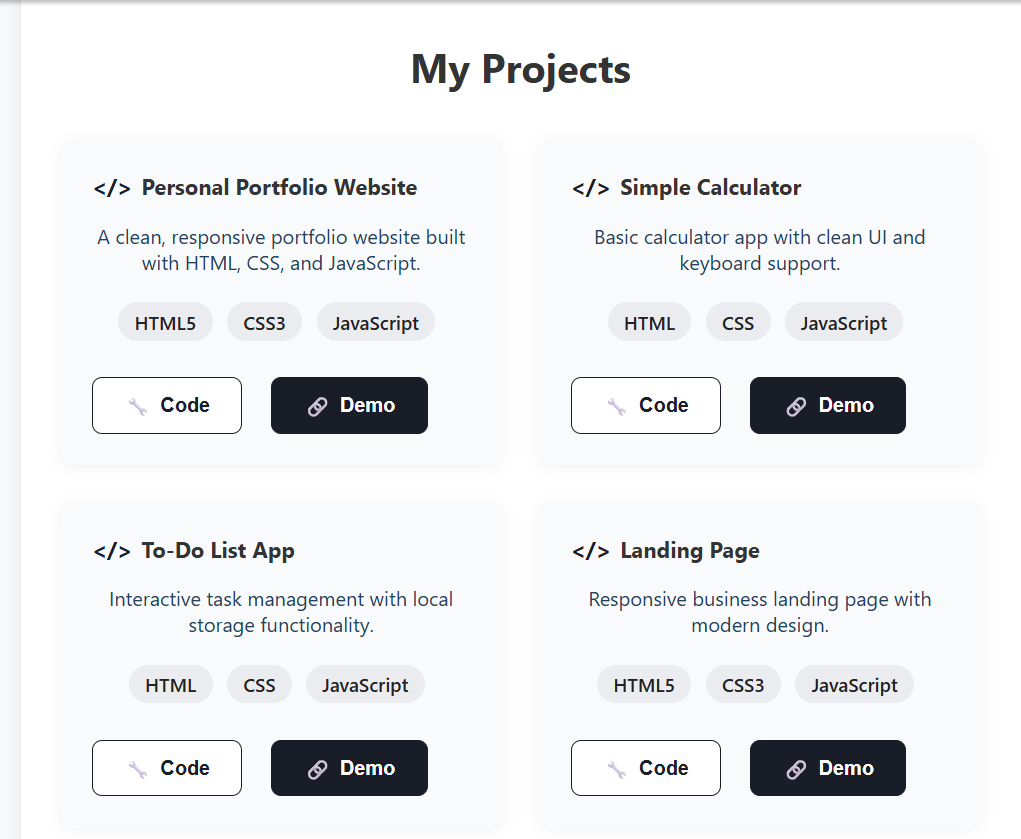 My Projects
</> Personal Portfolio Website
A clean, responsive portfolio website built
with HTML, CSS, and JavaScript.
HTML5 CSS3 JavaScript
Code Demo
</> Simple Calculator
Basic calculator app with clean UI and
keyboard support.
HTML CSS JavaScript
Code Demo
</> To-Do List App
Interactive task management with local
storage functionality.
HTML CSS JavaScript
Code Demo
</> Landing Page
Responsive business landing page with
modern design.
HTML5 CSS3 JavaScript
Code Demo